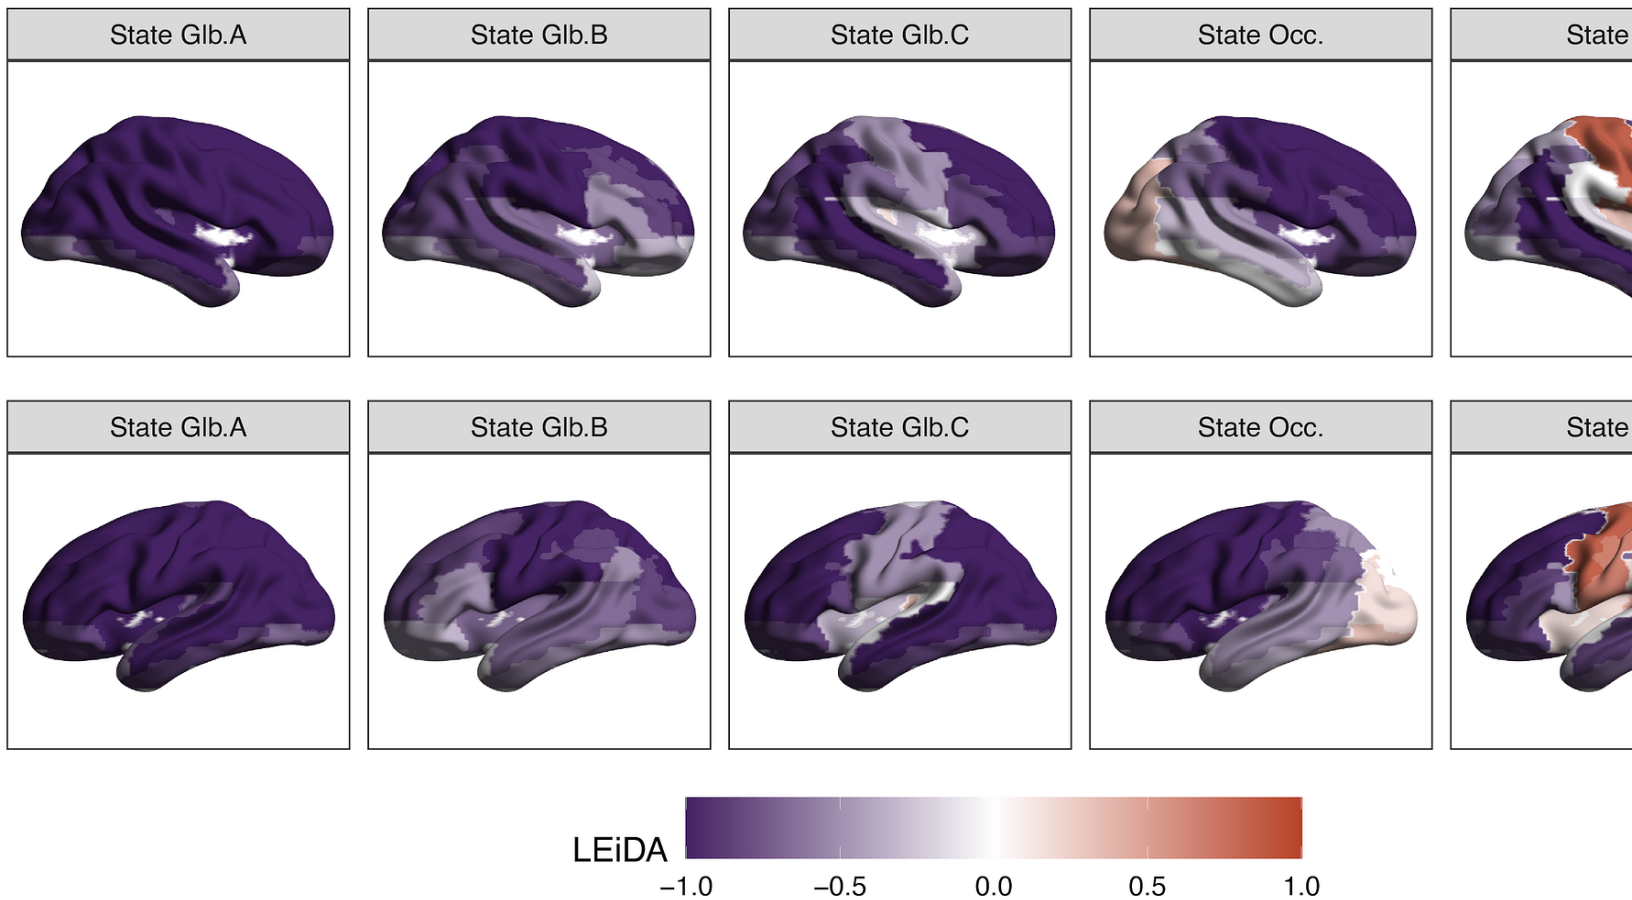 State Glb.A
State Glb.B
State Glb.C
State Occ.
State
State Glb.A
State Glb.B
State Glb.C
State Occ.
State
LEiDA
−1.0
−0.5
0.0
0.5
1.0